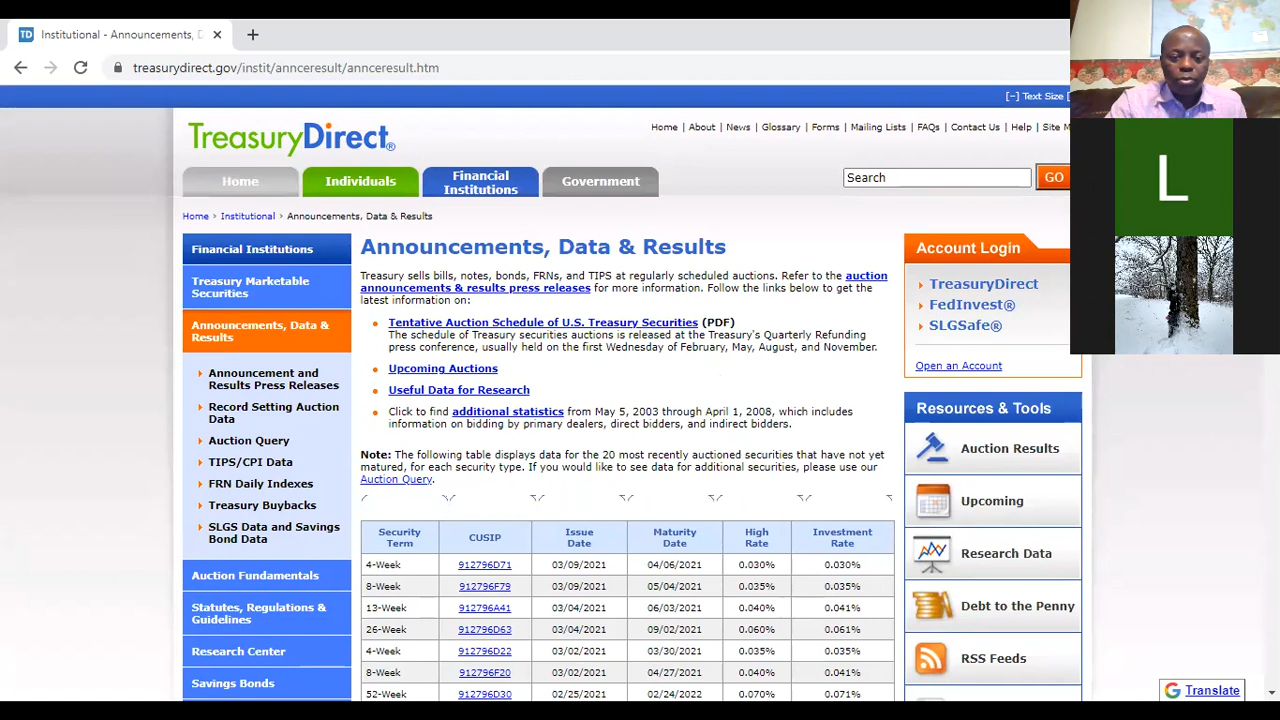 Institutional - Announcements, D
treasurydirect.gov/instit/annceresult/annceresult.htm
[-] Text Size [
TreasuryDirect®
Home | About | News | Glossary | Forms | Mailing Lists | FAQs | Contact Us | Help | Site M
Home
Individuals
Financial
Institutions
Government
Search
GO
Home > Institutional > Announcements, Data & Results
Financial Institutions
Treasury Marketable
Securities
Announcements, Data &
Results
Announcement and
Results Press Releases
Record Setting Auction
Data
Auction Query
TIPS/CPI Data
FRN Daily Indexes
Treasury Buybacks
SLGS Data and Savings
Bond Data
Auction Fundamentals
Statutes, Regulations &
Guidelines
Research Center
Savings Bonds
Announcements, Data & Results
Treasury sells bills, notes, bonds, FRNs, and TIPS at regularly scheduled auctions. Refer to the auction
announcements & results press releases for more information. Follow the links below to get the
latest information on:
Tentative Auction Schedule of U.S. Treasury Securities (PDF)
The schedule of Treasury securities auctions is released at the Treasury's Quarterly Refunding
press conference, usually held on the first Wednesday of February, May, August, and November.
Upcoming Auctions
Useful Data for Research
Click to find additional statistics from May 5, 2003 through April 1, 2008, which includes
information on bidding by primary dealers, direct bidders, and indirect bidders.
Note: The following table displays data for the 20 most recently auctioned securities that have not yet
matured, for each security type. If you would like to see data for additional securities, please use our
Auction Query.
Security Term CUSIP Issue Date Maturity Date High Rate Investment Rate
4-Week 912796D71 03/09/2021 04/06/2021 0.030% 0.030%
8-Week 912796F79 03/09/2021 05/04/2021 0.035% 0.035%
13-Week 912796A41 03/04/2021 06/03/2021 0.040% 0.041%
26-Week 912796D63 03/04/2021 09/02/2021 0.060% 0.061%
4-Week 912796D22 03/02/2021 03/30/2021 0.035% 0.035%
8-Week 912796F20 03/02/2021 04/27/2021 0.040% 0.041%
52-Week 912796D30 02/25/2021 02/24/2022 0.070% 0.071%
Account Login
TreasuryDirect
FedInvest®
SLGSafe®
Open an Account
Resources & Tools
Auction Results
Upcoming
Research Data
Debt to the Penny
RSS Feeds
Translate
L